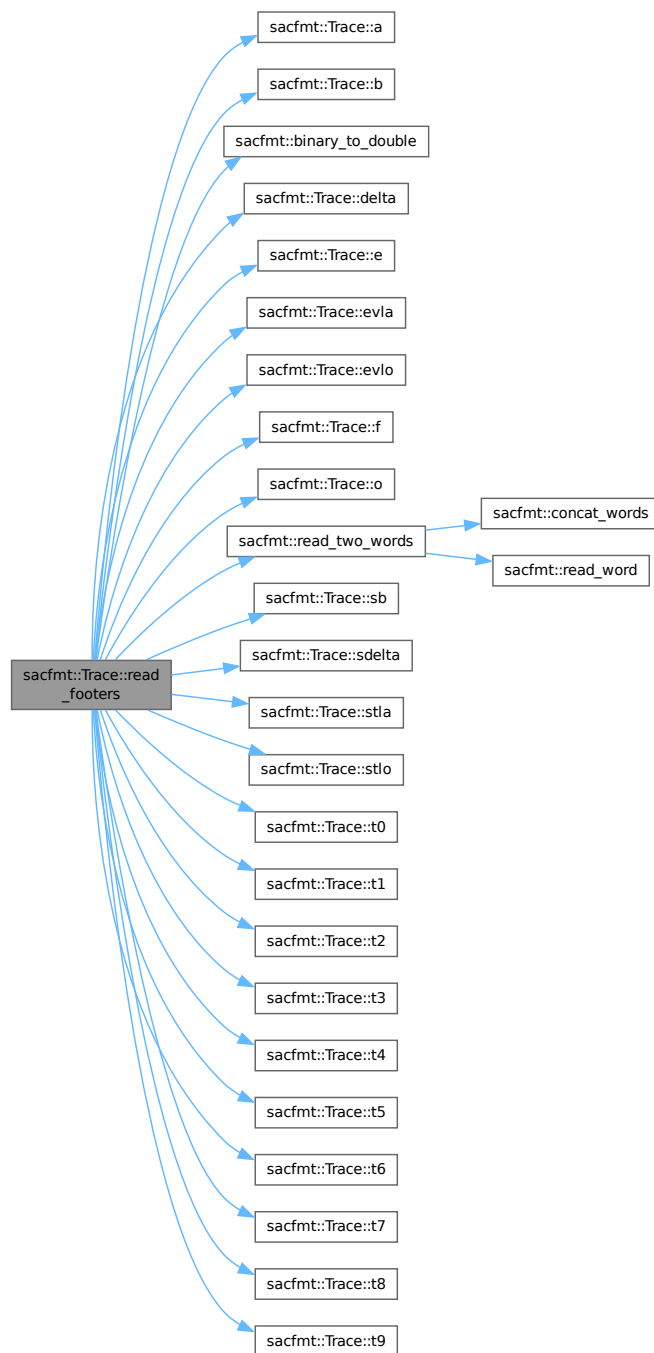 sacfmt::Trace::a
sacfmt::Trace::b
sacfmt::binary_to_double
sacfmt::Trace::delta
sacfmt::Trace::e
sacfmt::Trace::evla
sacfmt::Trace::evlo
sacfmt::Trace::f
sacfmt::Trace::o
sacfmt::read_two_words
sacfmt::concat_words
sacfmt::read_word
sacfmt::Trace::sb
sacfmt::Trace::sdelta
sacfmt::Trace::read
_footers
sacfmt::Trace::stla
sacfmt::Trace::stlo
sacfmt::Trace::t0
sacfmt::Trace::t1
sacfmt::Trace::t2
sacfmt::Trace::t3
sacfmt::Trace::t4
sacfmt::Trace::t5
sacfmt::Trace::t6
sacfmt::Trace::t7
sacfmt::Trace::t8
sacfmt::Trace::t9